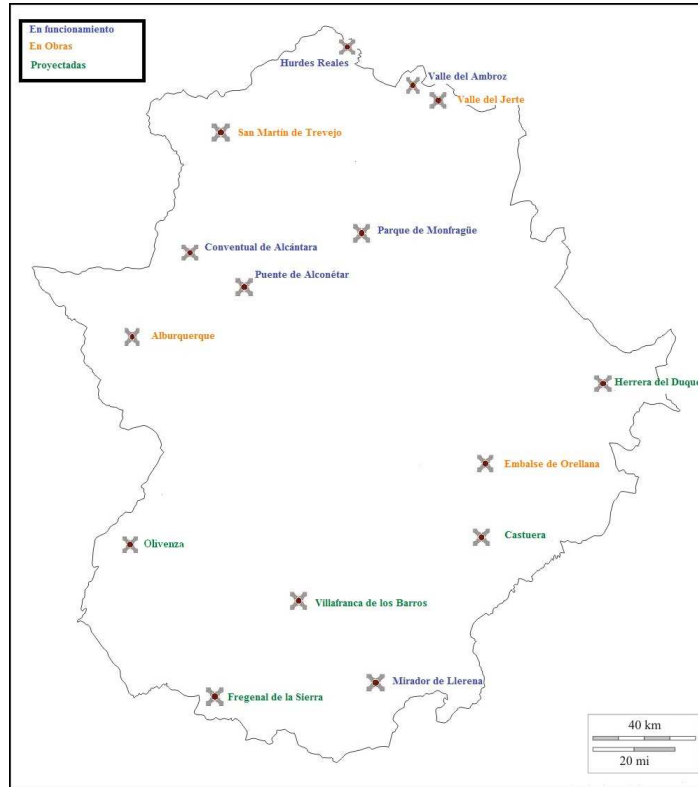 En funcionamiento
En Obras
Proyectadas
Hurdes Reales
Valle del Ambroz
Valle del Jerte
San Martín de Trevejo
Parque de Monfragüe
Conventual de Alcántara
Puente de Alconétar
Alburquerque
Herrera del Duque
Embalse de Orellana
Castuera
Olivenza
Villafranca de los Barros
Mirador de Llerena
Fregenal de la Sierra
40 km
20 mi